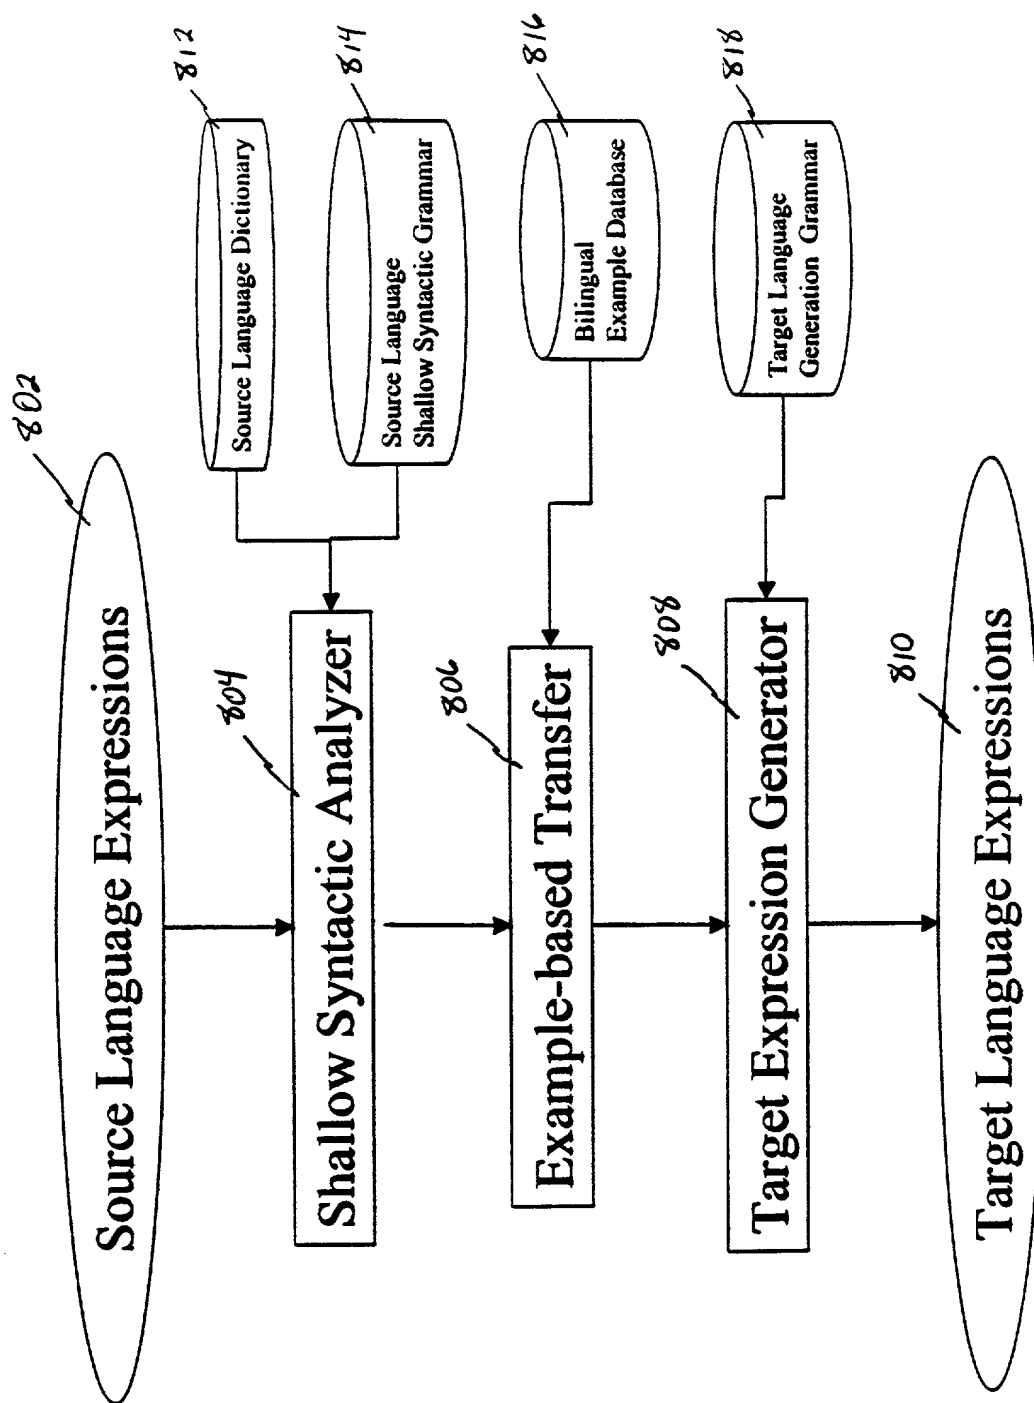 802
Source Language Expressions
812
Source Language Dictionary
804
Shallow Syntactic Analyzer
814
Source Language
Shallow Syntactic Grammar
806
Example-based Transfer
816
Bilingual
Example Database
808
Target Expression Generator
818
Target Language
Generation Grammar
810
Target Language Expressions